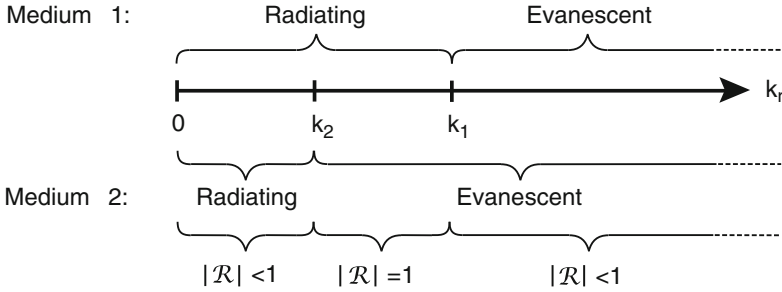 Medium 1: Radiating Evanescent
0 k₂ k₁ kᵣ
Medium 2: Radiating Evanescent
|ℛ| <1 |ℛ| =1 |ℛ| <1